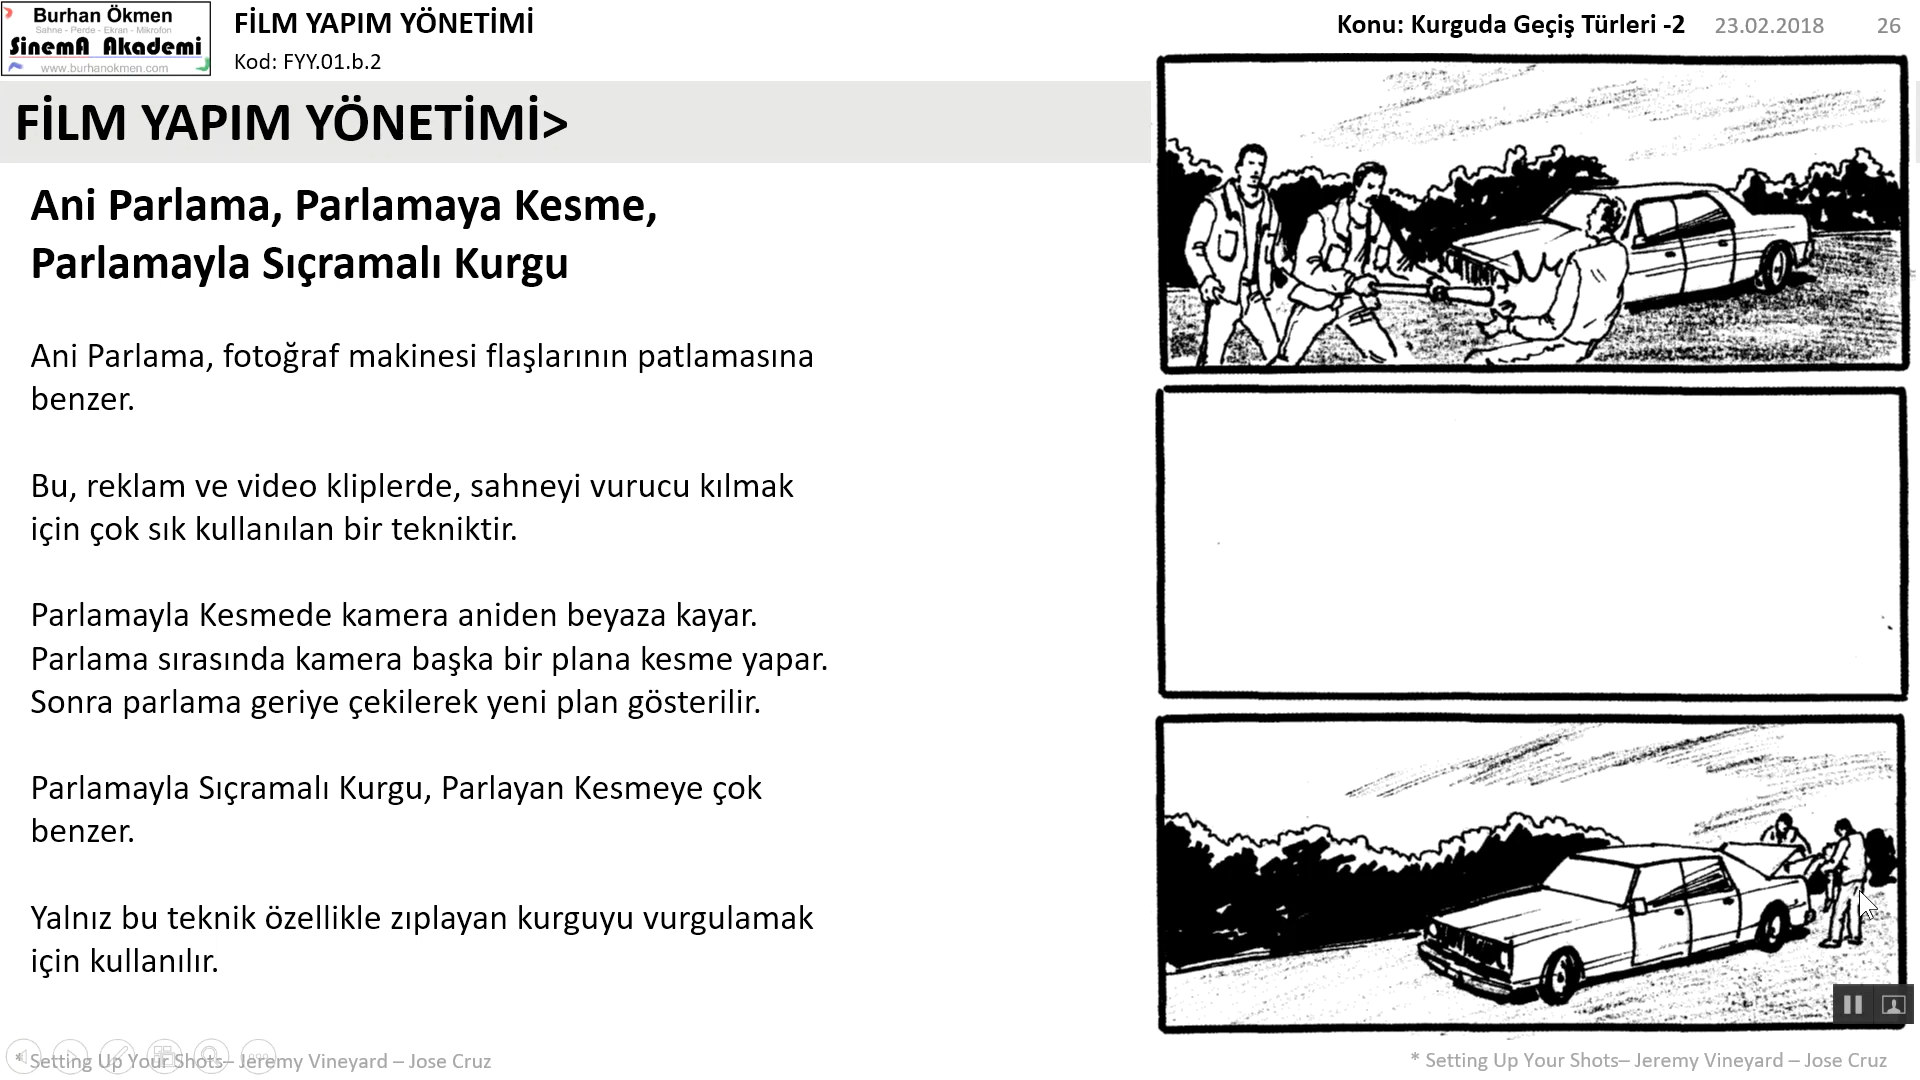 Burhan Ökmen
Sahne - Perde - Ekran - Mikrofon
SinemA Akademi
www.burhanokmen.com
FİLM YAPIM YÖNETİMİ
Kod: FYY.01.b.2
Konu: Kurguda Geçiş Türleri -2
23.02.2018
26
FİLM YAPIM YÖNETİMİ>
Ani Parlama, Parlamaya Kesme,
Parlamayla Sıçramalı Kurgu
Ani Parlama, fotoğraf makinesi flaşlarının patlamasına
benzer.
Bu, reklam ve video kliplerde, sahneyi vurucu kılmak
için çok sık kullanılan bir tekniktir.
Parlamayla Kesmede kamera aniden beyaza kayar.
Parlama sırasında kamera başka bir plana kesme yapar.
Sonra parlama geriye çekilerek yeni plan gösterilir.
Parlamayla Sıçramalı Kurgu, Parlayan Kesmeye çok
benzer.
Yalnız bu teknik özellikle zıplayan kurguyu vurgulamak
için kullanılır.
* Setting Up Your Shots– Jeremy Vineyard – Jose Cruz
* Setting Up Your Shots– Jeremy Vineyard – Jose Cruz